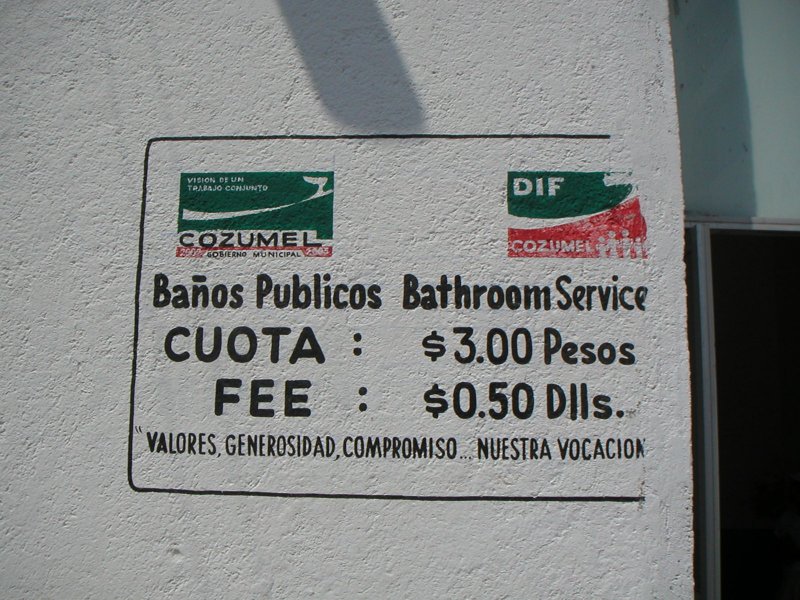 VISION DE UN
TRABAJO CONJUNTO
COZUMEL
GOBIERNO MUNICIPAL
DIF
COZUMEL
Baños Publicos Bathroom Service
CUOTA : $3.00 Pesos
FEE : $0.50 Dlls.
"VALORES, GENEROSIDAD, COMPROMISO... NUESTRA VOCACION